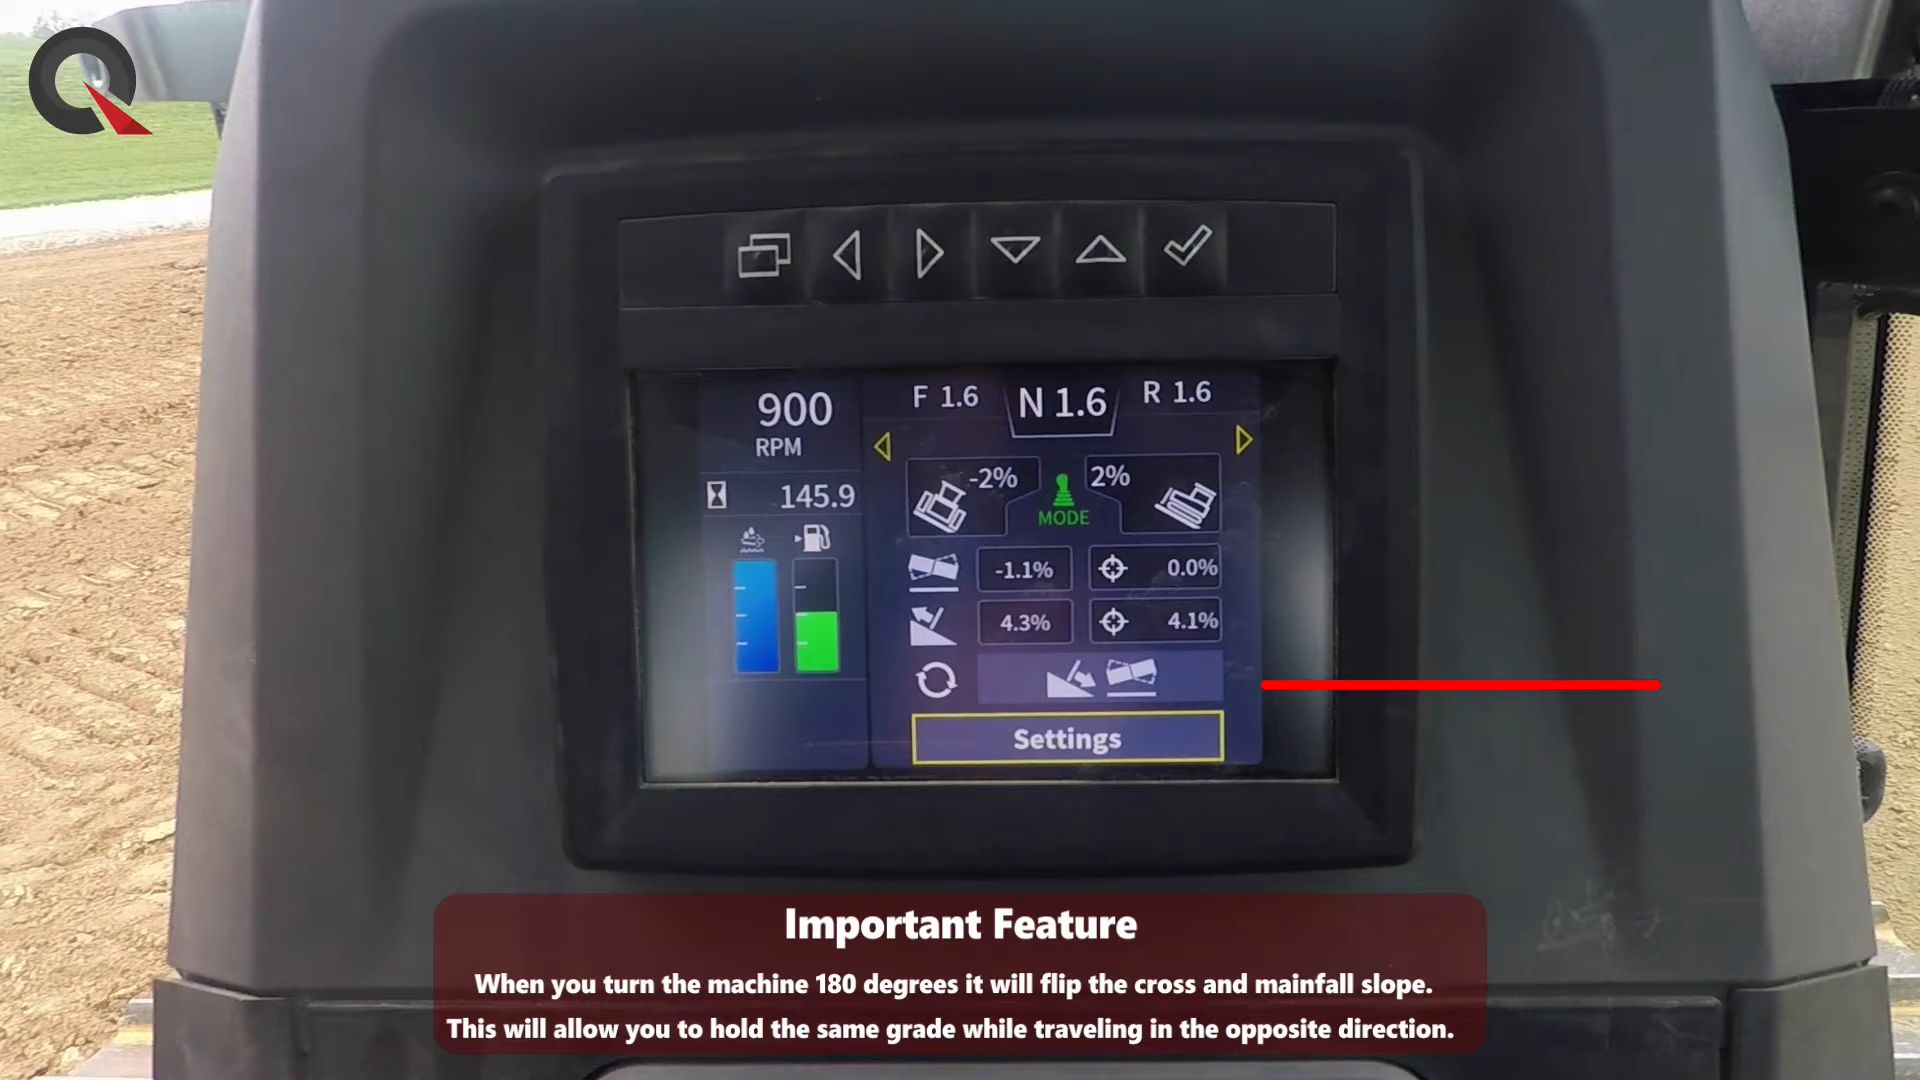 F 1.6 N 1.6 R 1.6
900
RPM
-2% 2%
MODE
145.9
-1.1% 0.0%
4.3% 4.1%
Settings
Important Feature
When you turn the machine 180 degrees it will flip the cross and mainfall slope.
This will allow you to hold the same grade while traveling in the opposite direction.